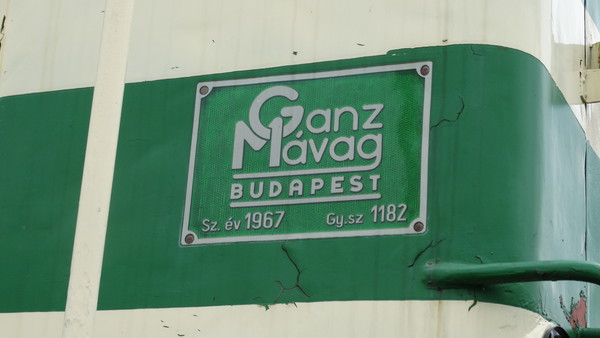 Ganz
Mávag
BUDAPEST
Sz. év 1967 Gy.sz 1182